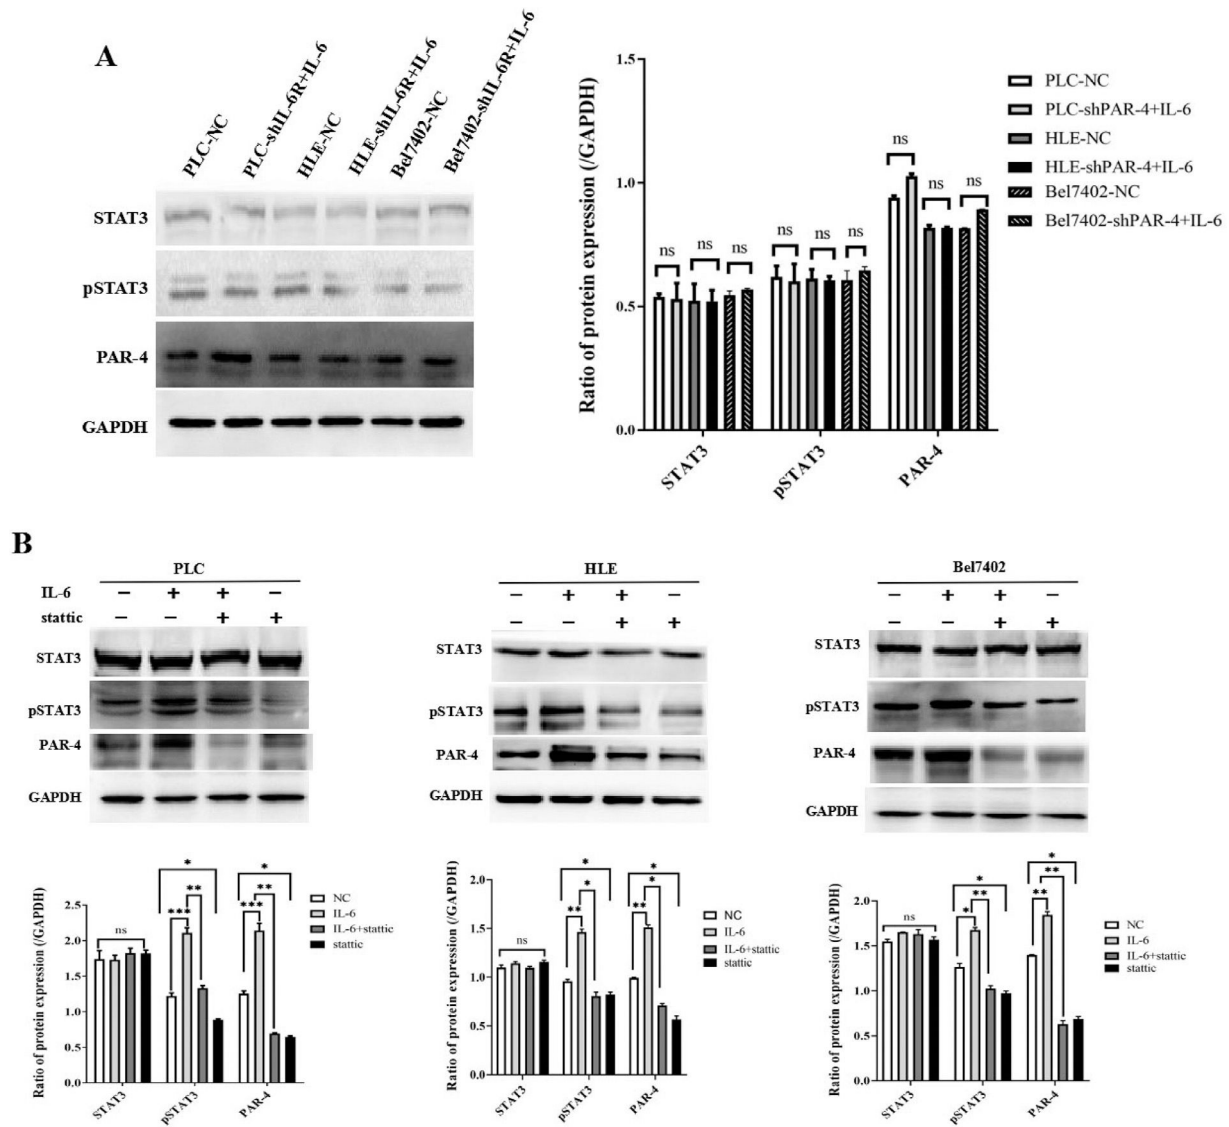 A
PLC-NC
PLC-shIL-6R+IL-6
HLE-NC
HLE-shIL-6R+IL-6
Bel7402-NC
Bel7402-shIL-6R+IL-6
STAT3
pSTAT3
PAR-4
GAPDH
Ratio of protein expression (/GAPDH)
1.5
1.0
0.5
0.0
ns ns ns
ns ns ns
ns ns ns
STAT3
pSTAT3
PAR-4
PLC-NC
PLC-shPAR-4+IL-6
HLE-NC
HLE-shPAR-4+IL-6
Bel7402-NC
Bel7402-shPAR-4+IL-6
B
PLC
IL-6 − + + −
stattic − − + +
STAT3
pSTAT3
PAR-4
GAPDH
HLE
− + + −
− − + +
STAT3
pSTAT3
PAR-4
GAPDH
Bel7402
− + + −
− − + +
STAT3
pSTAT3
PAR-4
GAPDH
Ratio of protein expression (/GAPDH)
2.5
2.0
1.5
1.0
0.5
0.0
ns
* ** ***
* ** ***
STAT3
pSTAT3
PAR-4
NC
IL-6
IL-6+stattic
stattic
Ratio of protein expression (/GAPDH)
2.0
1.5
1.0
0.5
0.0
ns
* * **
* * **
STAT3
pSTAT3
PAR-4
NC
IL-6
IL-6+stattic
stattic
Ratio of protein expression (/GAPDH)
2.0
1.5
1.0
0.5
0.0
ns
* ** *
* ** **
STAT3
pSTAT3
PAR-4
NC
IL-6
IL-6+stattic
stattic